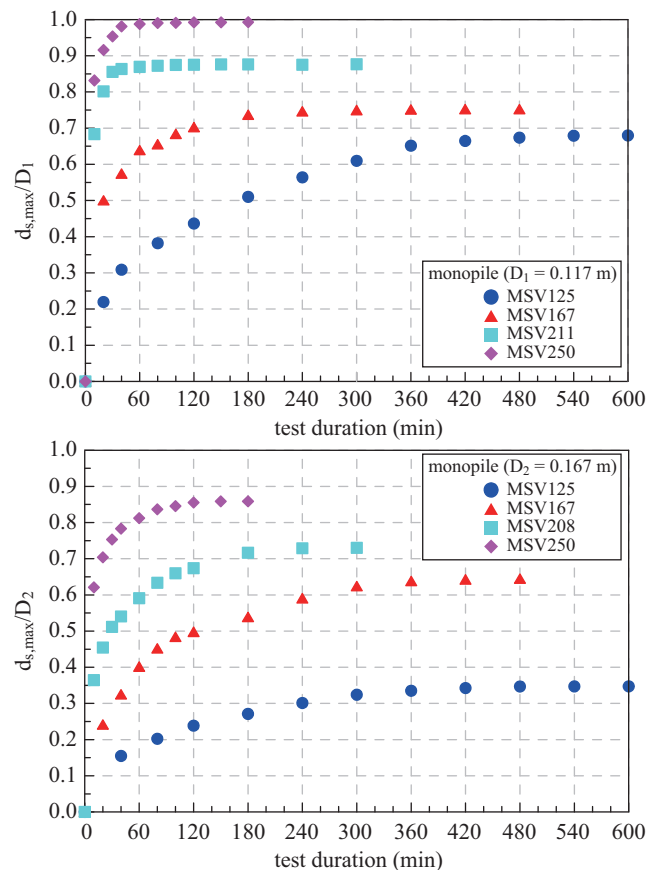 1.0
0.9
0.8
0.7
0.6
0.5
0.4
0.3
0.2
0.1
0.0
d_s,max/D_1
monopile (D_1 = 0.117 m)
MSV125
MSV167
MSV211
MSV250
0 60 120 180 240 300 360 420 480 540 600
test duration (min)
1.0
0.9
0.8
0.7
0.6
0.5
0.4
0.3
0.2
0.1
0.0
d_s,max/D_2
monopile (D_2 = 0.167 m)
MSV125
MSV167
MSV208
MSV250
0 60 120 180 240 300 360 420 480 540 600
test duration (min)